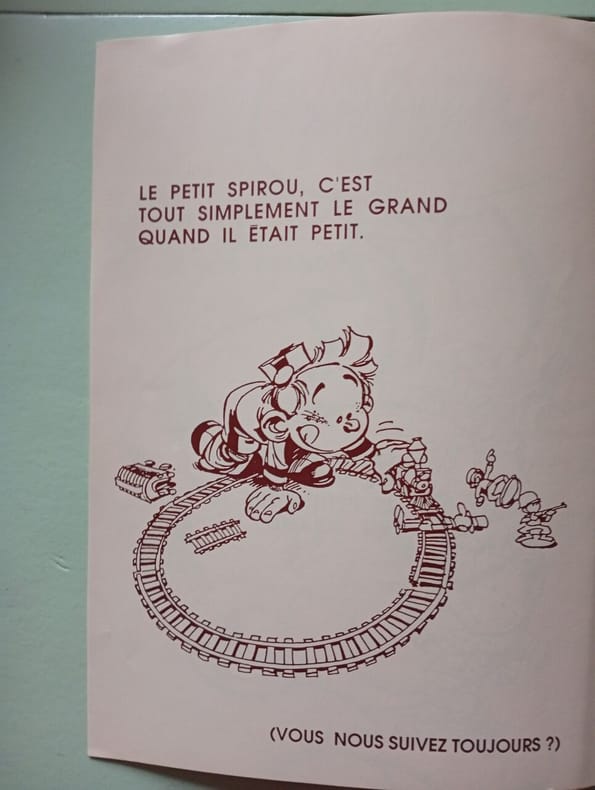 LE PETIT SPIROU, C'EST
TOUT SIMPLEMENT LE GRAND
QUAND IL ÉTAIT PETIT.
(VOUS NOUS SUIVEZ TOUJOURS ?)